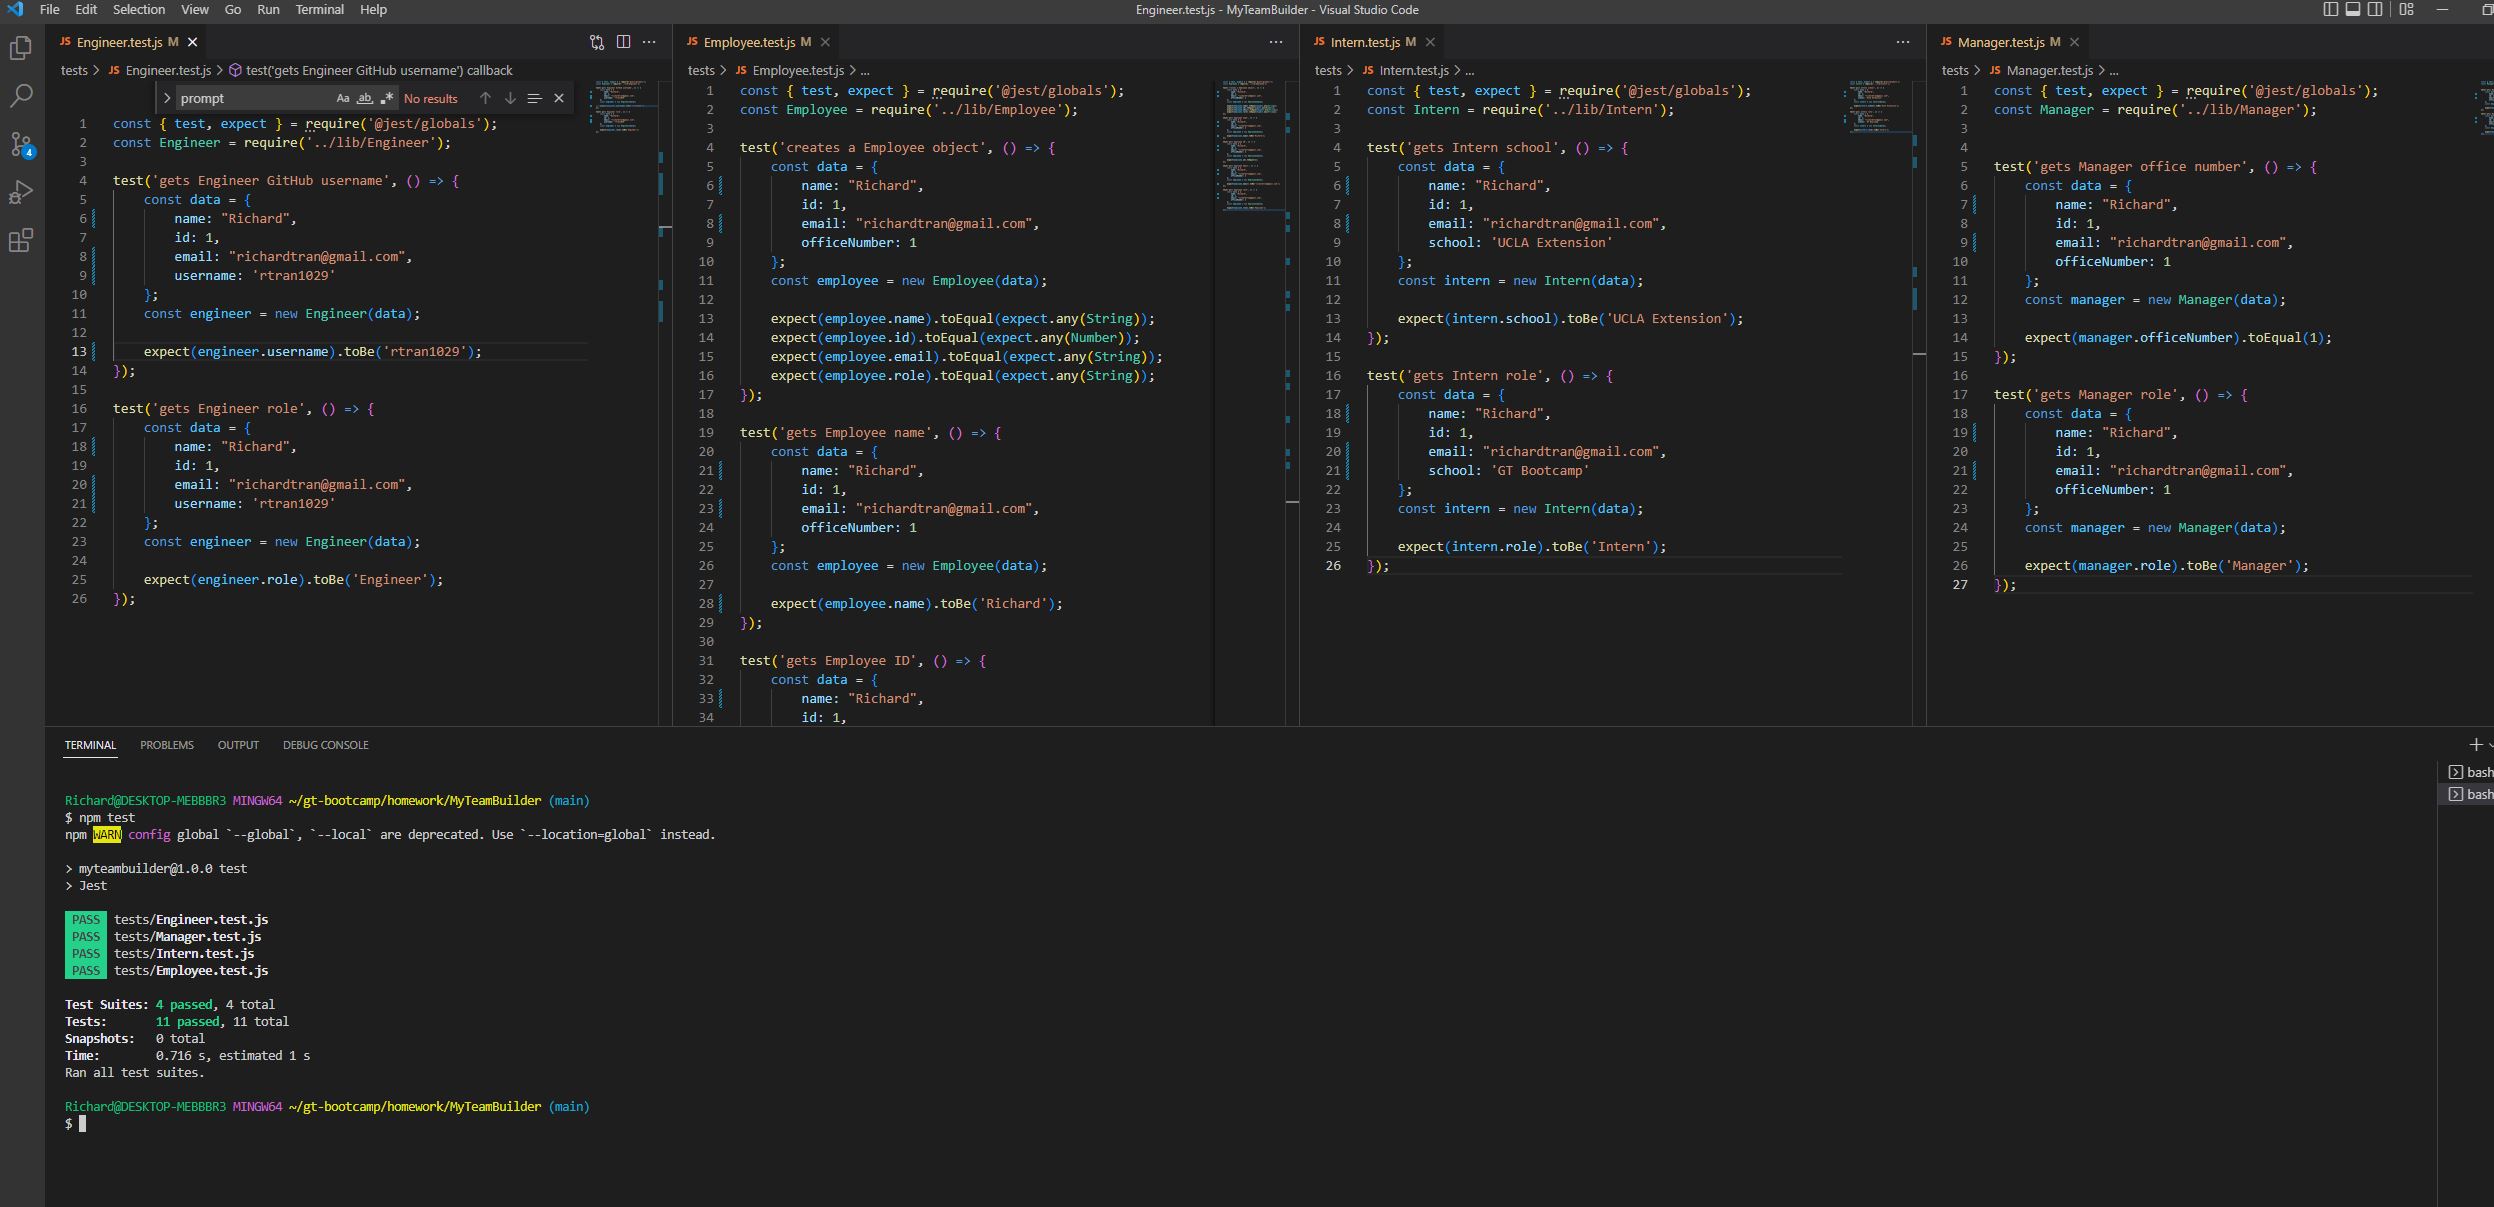 File Edit Selection View Go Run Terminal Help
Engineer.test.js - MyTeamBuilder - Visual Studio Code
4
JS Engineer.test.js M
tests > JS Engineer.test.js > test('gets Engineer GitHub username') callback
prompt Aa ab .* No results
1 const { test, expect } = require('@jest/globals');
2 const Engineer = require('../lib/Engineer');
3
4 test('gets Engineer GitHub username', () => {
5 const data = {
6 name: "Richard",
7 id: 1,
8 email: "richardtran@gmail.com",
9 username: 'rtran1029'
10 };
11 const engineer = new Engineer(data);
12
13 expect(engineer.username).toBe('rtran1029');
14 });
15
16 test('gets Engineer role', () => {
17 const data = {
18 name: "Richard",
19 id: 1,
20 email: "richardtran@gmail.com",
21 username: 'rtran1029'
22 };
23 const engineer = new Engineer(data);
24
25 expect(engineer.role).toBe('Engineer');
26 });
JS Employee.test.js M
tests > JS Employee.test.js > ...
1 const { test, expect } = require('@jest/globals');
2 const Employee = require('../lib/Employee');
3
4 test('creates a Employee object', () => {
5 const data = {
6 name: "Richard",
7 id: 1,
8 email: "richardtran@gmail.com",
9 officeNumber: 1
10 };
11 const employee = new Employee(data);
12
13 expect(employee.name).toEqual(expect.any(String));
14 expect(employee.id).toEqual(expect.any(Number));
15 expect(employee.email).toEqual(expect.any(String));
16 expect(employee.role).toEqual(expect.any(String));
17 });
18
19 test('gets Employee name', () => {
20 const data = {
21 name: "Richard",
22 id: 1,
23 email: "richardtran@gmail.com",
24 officeNumber: 1
25 };
26 const employee = new Employee(data);
27
28 expect(employee.name).toBe('Richard');
29 });
30
31 test('gets Employee ID', () => {
32 const data = {
33 name: "Richard",
34 id: 1,
JS Intern.test.js M
tests > JS Intern.test.js > ...
1 const { test, expect } = require('@jest/globals');
2 const Intern = require('../lib/Intern');
3
4 test('gets Intern school', () => {
5 const data = {
6 name: "Richard",
7 id: 1,
8 email: "richardtran@gmail.com",
9 school: 'UCLA Extension'
10 };
11 const intern = new Intern(data);
12
13 expect(intern.school).toBe('UCLA Extension');
14 });
15
16 test('gets Intern role', () => {
17 const data = {
18 name: "Richard",
19 id: 1,
20 email: "richardtran@gmail.com",
21 school: 'GT Bootcamp'
22 };
23 const intern = new Intern(data);
24
25 expect(intern.role).toBe('Intern');
26 });
JS Manager.test.js M
tests > JS Manager.test.js > ...
1 const { test, expect } = require('@jest/globals');
2 const Manager = require('../lib/Manager');
3
4
5 test('gets Manager office number', () => {
6 const data = {
7 name: "Richard",
8 id: 1,
9 email: "richardtran@gmail.com",
10 officeNumber: 1
11 };
12 const manager = new Manager(data);
13
14 expect(manager.officeNumber).toEqual(1);
15 });
16
17 test('gets Manager role', () => {
18 const data = {
19 name: "Richard",
20 id: 1,
21 email: "richardtran@gmail.com",
22 officeNumber: 1
23 };
24 const manager = new Manager(data);
25
26 expect(manager.role).toBe('Manager');
27 });
TERMINAL PROBLEMS OUTPUT DEBUG CONSOLE
Richard@DESKTOP-MEBBBR3 MINGW64 ~/gt-bootcamp/homework/MyTeamBuilder (main)
$ npm test
npm WARN config global `--global`, `--local` are deprecated. Use `--location=global` instead.
> myteambuilder@1.0.0 test
> Jest
PASS tests/Engineer.test.js
PASS tests/Manager.test.js
PASS tests/Intern.test.js
PASS tests/Employee.test.js
Test Suites: 4 passed, 4 total
Tests: 11 passed, 11 total
Snapshots: 0 total
Time: 0.716 s, estimated 1 s
Ran all test suites.
Richard@DESKTOP-MEBBBR3 MINGW64 ~/gt-bootcamp/homework/MyTeamBuilder (main)
$
bash
bash